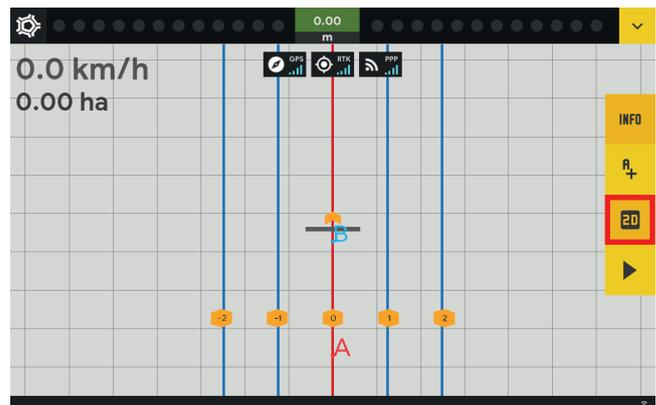 0.00
m
GPS
RTK
PPP
0.0 km/h
0.00 ha
INFO
A+
2D
B
-2 -1 0 1 2
A